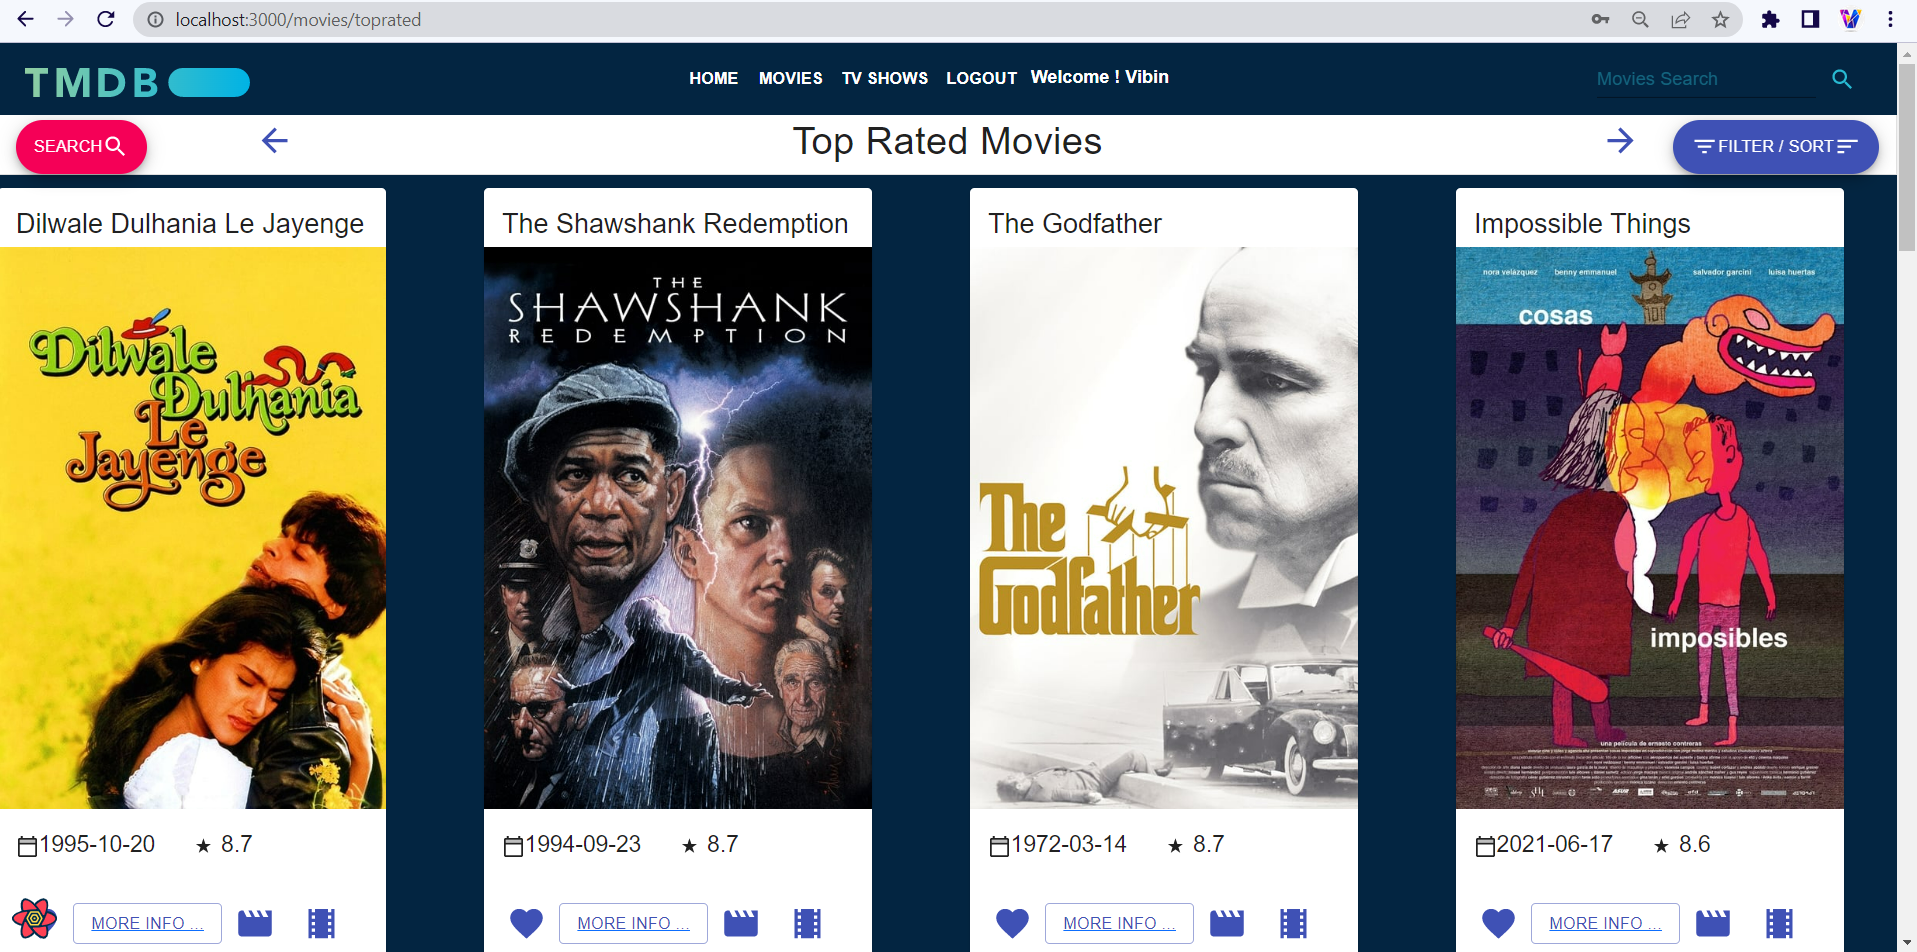 localhost:3000/movies/toprated
TMDB
HOME MOVIES TV SHOWS LOGOUT Welcome ! Vibin
Movies Search
SEARCH
Top Rated Movies
FILTER / SORT
Dilwale Dulhania Le Jayenge
The Shawshank Redemption
The Godfather
Impossible Things
Dilwale
Dulhania
Le
Jayenge
THE
SHAWSHANK
REDEMPTION
The
Godfather
nora velázquez benny emmanuel salvador garcini luisa huertas
cosas
imposibles
una película de ernesto contreras
1995-10-20 ★ 8.7
1994-09-23 ★ 8.7
1972-03-14 ★ 8.7
2021-06-17 ★ 8.6
MORE INFO ...
MORE INFO ...
MORE INFO ...
MORE INFO ...